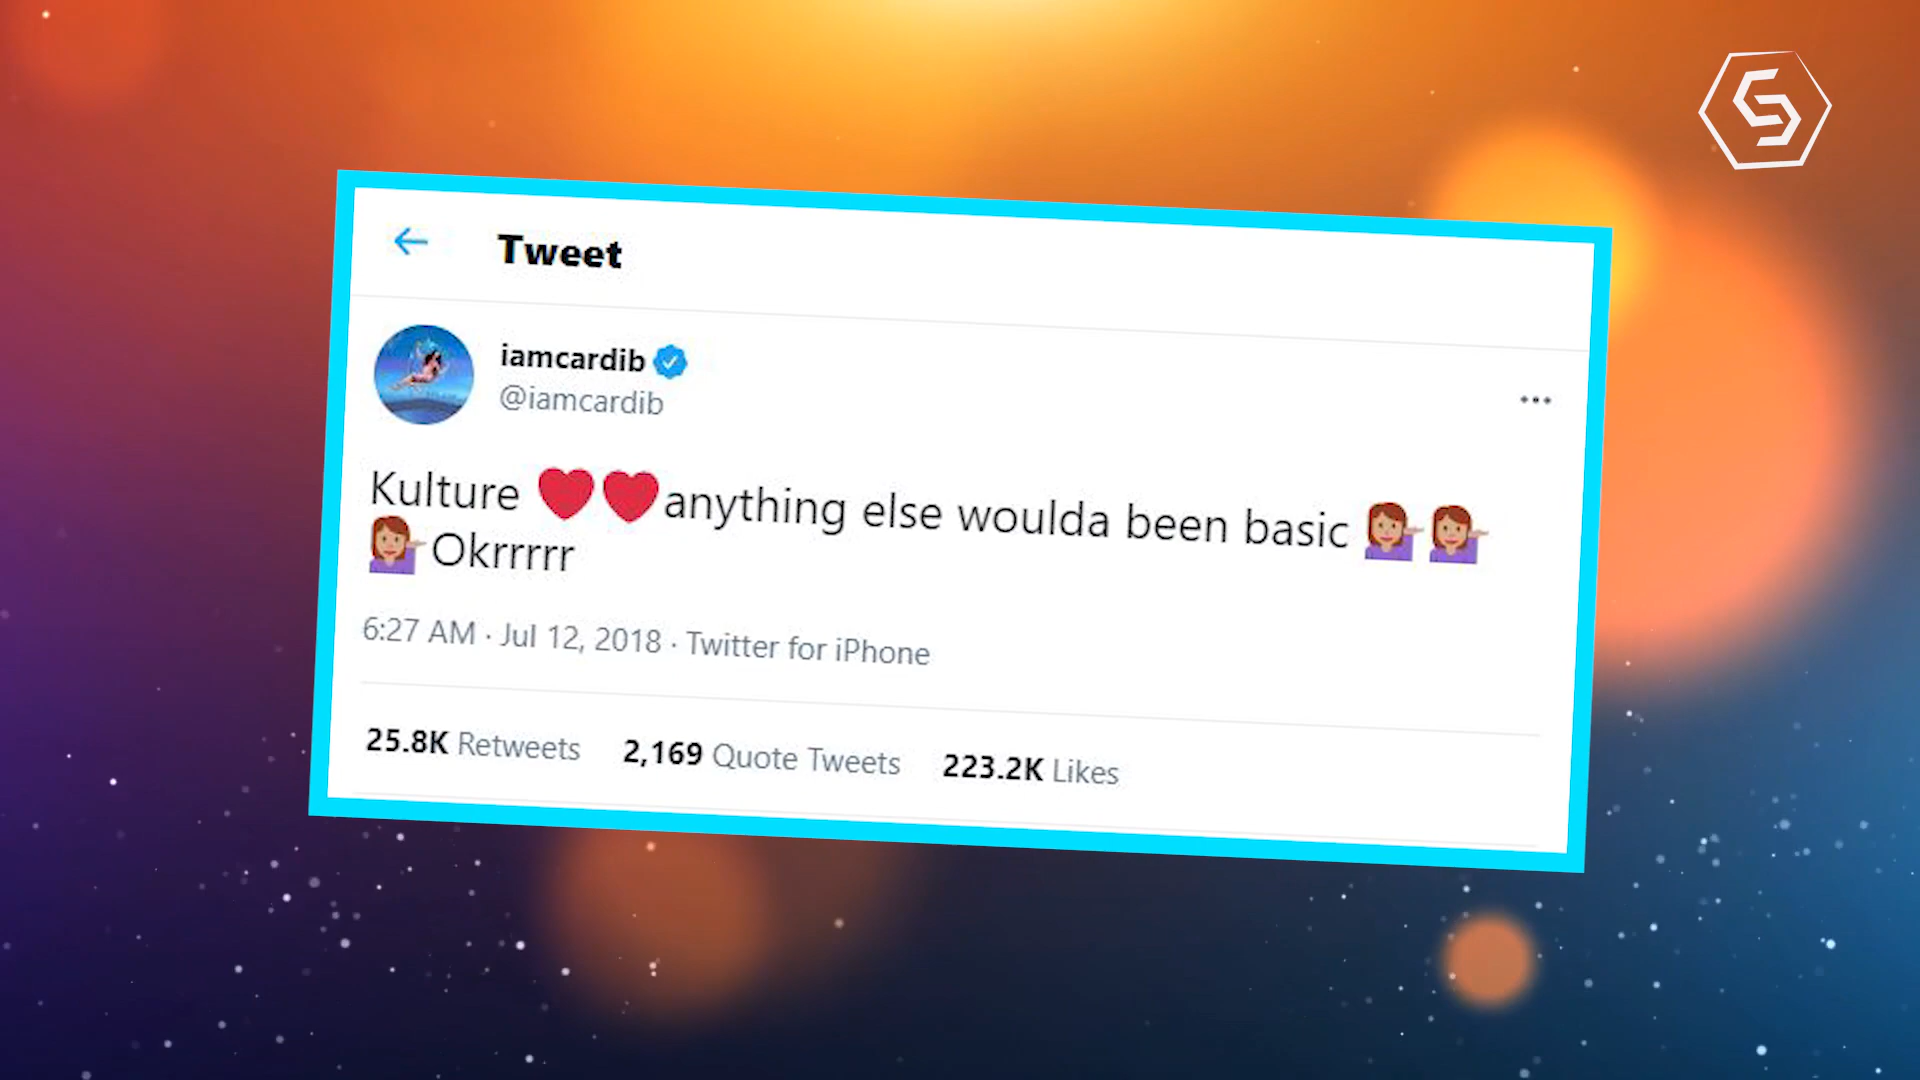 Tweet
iamcardib
@iamcardib
Kulture ❤️❤️anything else woulda been basic 💁🏽‍♀️💁🏽‍♀️
💁🏽‍♀️Okrrrrr
6:27 AM · Jul 12, 2018 · Twitter for iPhone
25.8K Retweets 2,169 Quote Tweets 223.2K Likes